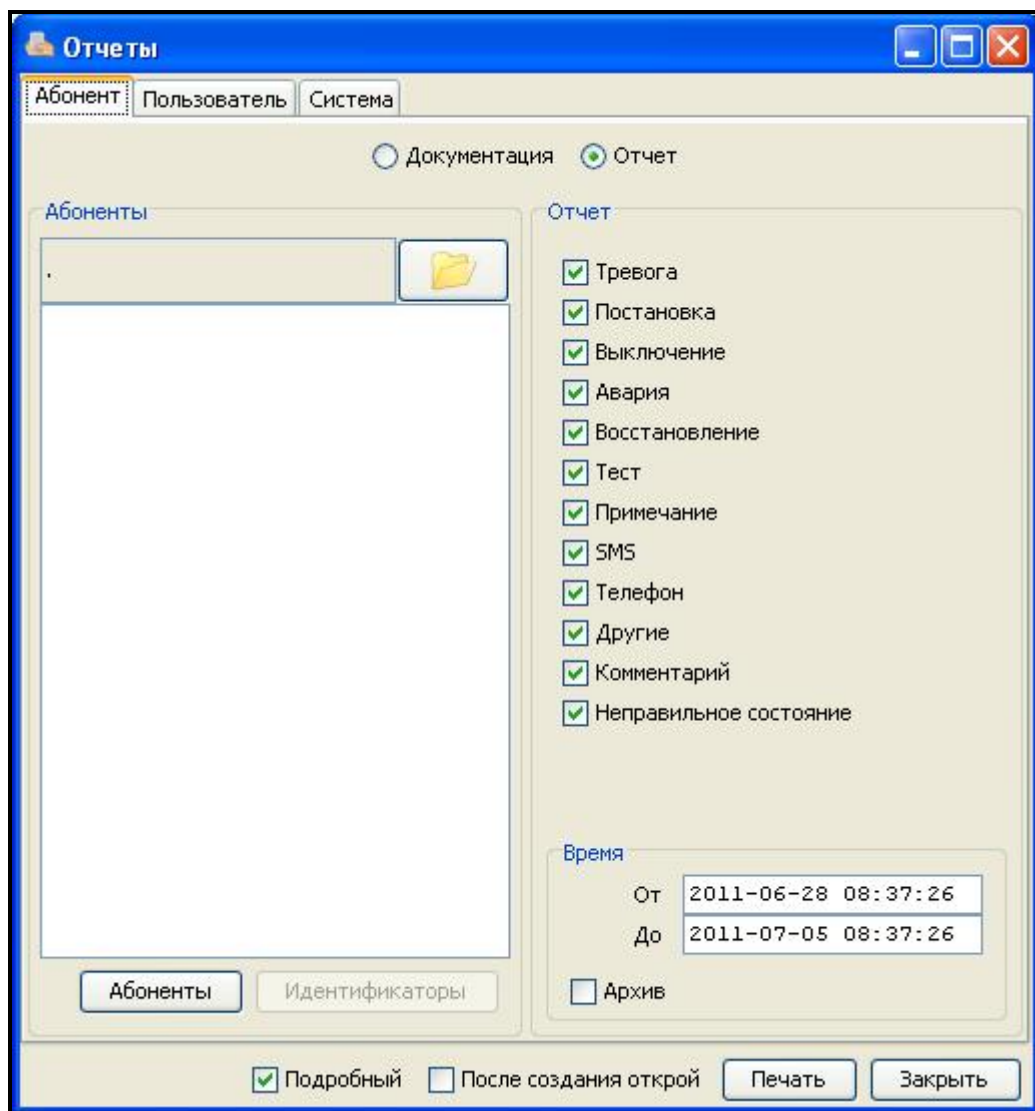 Отчеты
Абонент Пользователь Система
Документация Отчет
Абоненты
.
Абоненты Идентификаторы
Отчет
Тревога
Постановка
Выключение
Авария
Восстановление
Тест
Примечание
SMS
Телефон
Другие
Комментарий
Неправильное состояние
Время
От 2011-06-28 08:37:26
До 2011-07-05 08:37:26
Архив
Подробный После создания открой Печать Закрыть